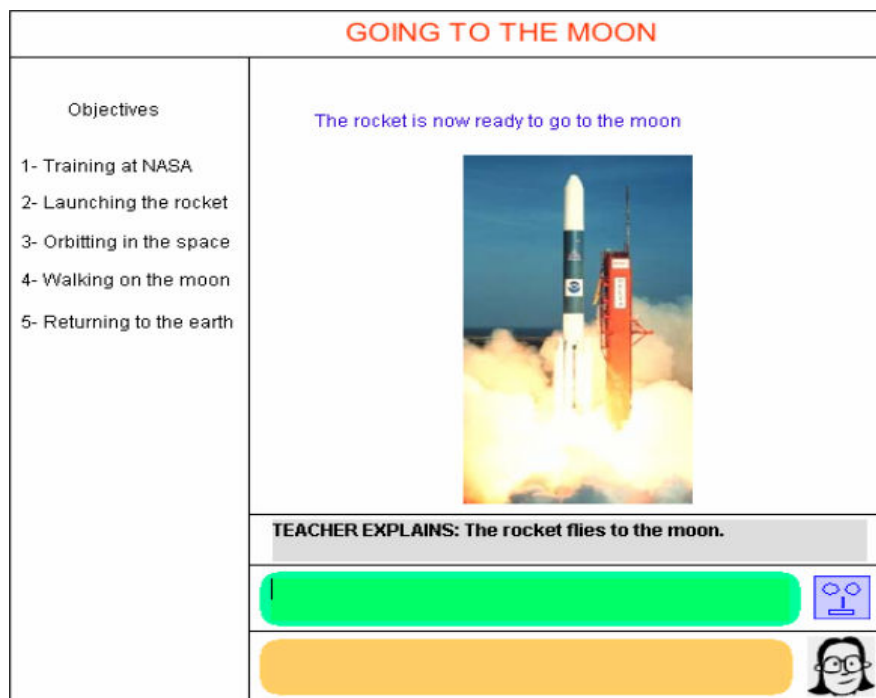 GOING TO THE MOON
Objectives
1- Training at NASA
2- Launching the rocket
3- Orbitting in the space
4- Walking on the moon
5- Returning to the earth
The rocket is now ready to go to the moon
TEACHER EXPLAINS: The rocket flies to the moon.